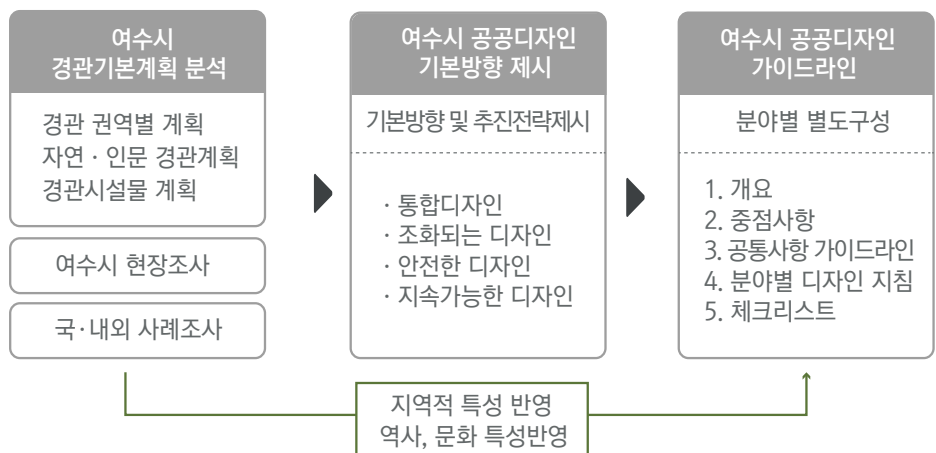 여수시
경관기본계획 분석
경관 권역별 계획
자연 · 인문 경관계획
경관시설물 계획
여수시 현장조사
국·내외 사례조사
여수시 공공디자인
기본방향 제시
기본방향 및 추진전략제시
· 통합디자인
· 조화되는 디자인
· 안전한 디자인
· 지속가능한 디자인
여수시 공공디자인
가이드라인
분야별 별도구성
1. 개요
2. 중점사항
3. 공통사항 가이드라인
4. 분야별 디자인 지침
5. 체크리스트
지역적 특성 반영
역사, 문화 특성반영